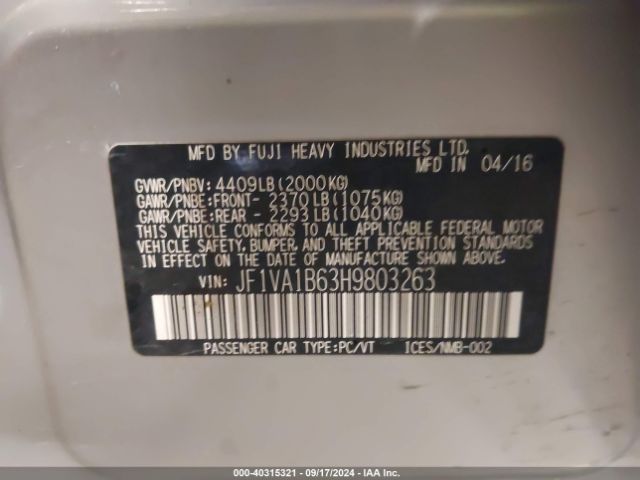 MFD BY FUJI HEAVY INDUSTRIES LTD.
MFD IN 04/16
GVWR/PNBV: 4409LB(2000KG)
GAWR/PNBE:FRONT- 2370LB(1075KG)
GAWR/PNBE:REAR - 2293LB(1040KG)
THIS VEHICLE CONFORMS TO ALL APPLICABLE FEDERAL MOTOR
VEHICLE SAFETY, BUMPER, AND THEFT PREVENTION STANDARDS
IN EFFECT ON THE DATE OF MANUFACTURE SHOWN ABOVE.
VIN: JF1VA1B63H9803263
PASSENGER CAR TYPE:PC/VT ICES/NMB-002
000-40315321 - 09/17/2024 - IAAI.COM